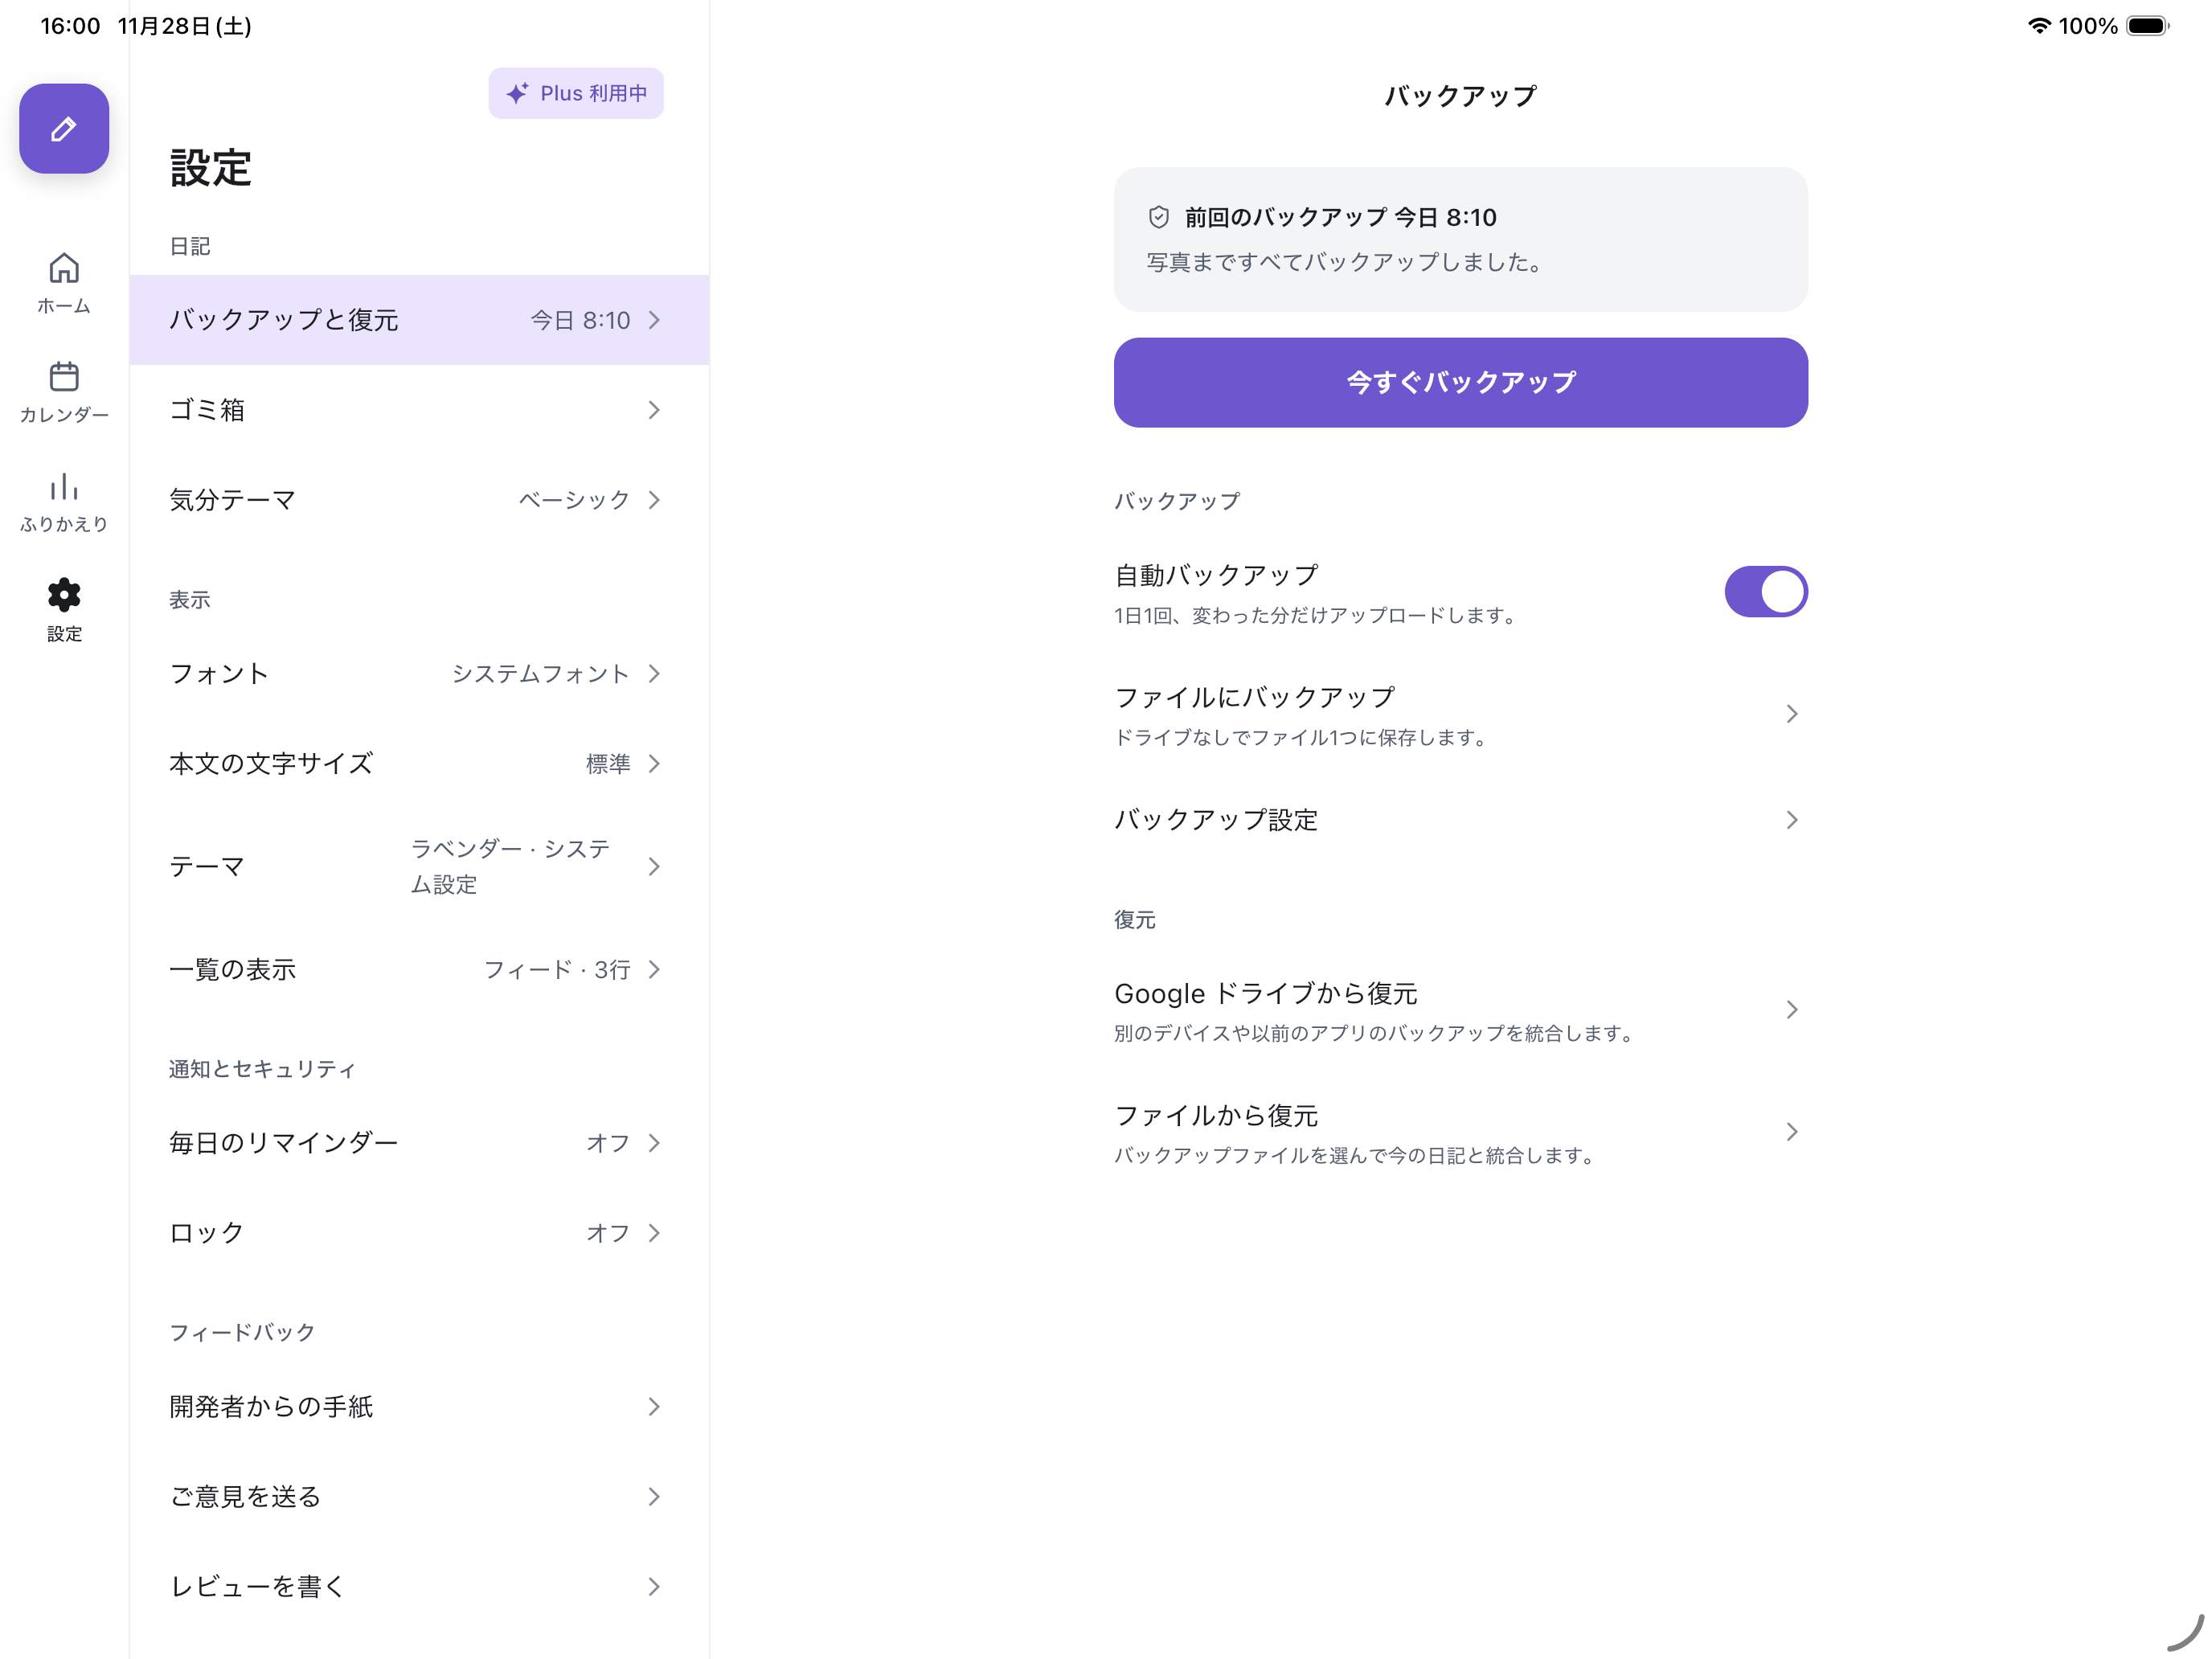 16:00 11月28日(土)
100%
Plus 利用中
設定
日記
バックアップと復元 今日 8:10
ゴミ箱
気分テーマ ベーシック
表示
フォント システムフォント
本文の文字サイズ 標準
テーマ ラベンダー · システ
ム設定
一覧の表示 フィード · 3行
通知とセキュリティ
毎日のリマインダー オフ
ロック オフ
フィードバック
開発者からの手紙
ご意見を送る
レビューを書く
ホーム
カレンダー
ふりかえり
設定
バックアップ
前回のバックアップ 今日 8:10
写真まですべてバックアップしました。
今すぐバックアップ
バックアップ
自動バックアップ
1日1回、変わった分だけアップロードします。
ファイルにバックアップ
ドライブなしでファイル1つに保存します。
バックアップ設定
復元
Google ドライブから復元
別のデバイスや以前のアプリのバックアップを統合します。
ファイルから復元
バックアップファイルを選んで今の日記と統合します。